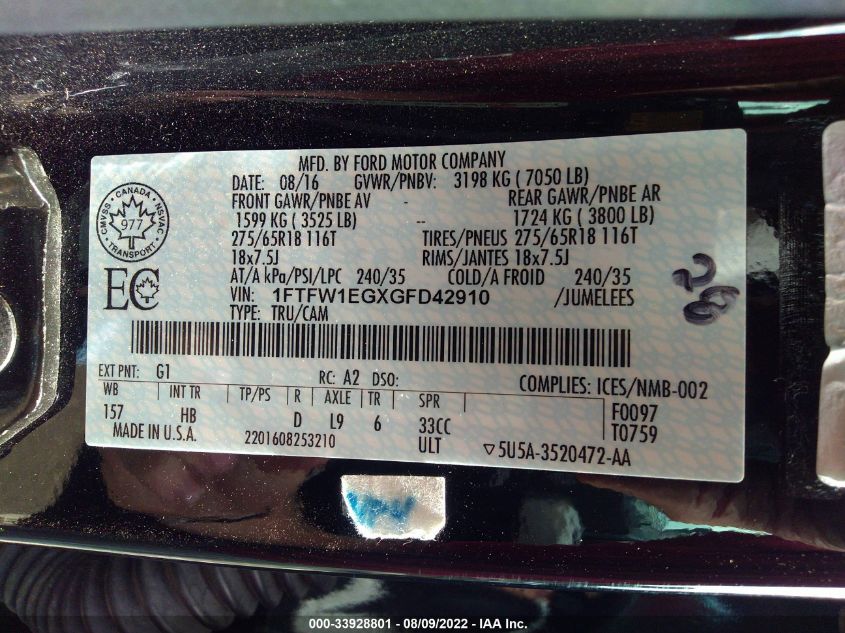 MFD. BY FORD MOTOR COMPANY
DATE: 08/16 GVWR/PNBV: 3198 KG ( 7050 LB)
FRONT GAWR/PNBE AV - REAR GAWR/PNBE AR
1599 KG ( 3525 LB) -- 1724 KG ( 3800 LB)
275/65R18 116T TIRES/PNEUS 275/65R18 116T
18x7.5J RIMS/JANTES 18x7.5J
AT/A kPa/PSI/LPC 240/35 COLD/A FROID 240/35
VIN: 1FTFW1EGXGFD42910 /JUMELEES
TYPE: TRU/CAM
CANADA
CMVSS NSVAC
977
TRANSPORT
EC
EXT PNT: G1 RC: A2 DSO: COMPLIES: ICES/NMB-002
WB INT TR TP/PS R AXLE TR SPR F0097
157 HB D L9 6 33CC T0759
MADE IN U.S.A. 2201608253210 ULT ▽5U5A-3520472-AA
000-33928801 - 08/09/2022 - IAA Inc.